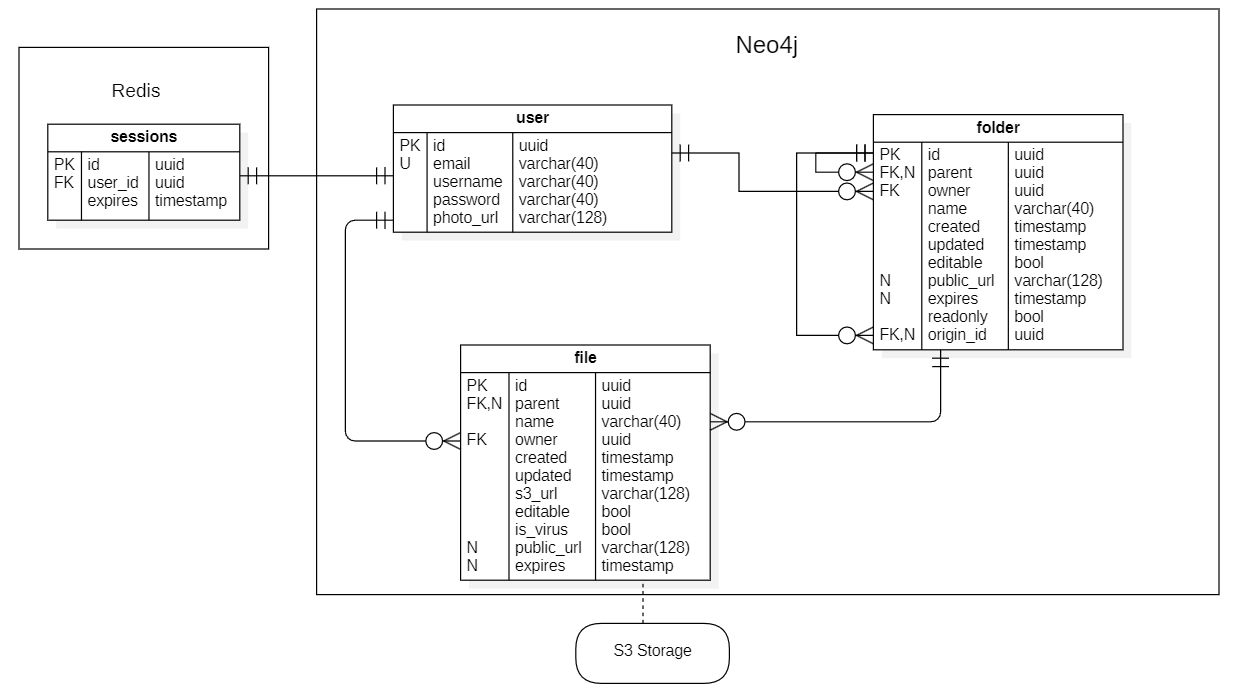 Neo4j
Redis
sessions
PK id uuid
FK user_id uuid
expires timestamp
user
PK id uuid
U email varchar(40)
username varchar(40)
password varchar(40)
photo_url varchar(128)
folder
PK id uuid
FK,N parent uuid
FK owner uuid
name varchar(40)
created timestamp
updated timestamp
editable bool
N public_url varchar(128)
N expires timestamp
readonly bool
FK,N origin_id uuid
file
PK id uuid
FK,N parent uuid
name varchar(40)
FK owner uuid
created timestamp
updated timestamp
s3_url varchar(128)
editable bool
is_virus bool
N public_url varchar(128)
N expires timestamp
S3 Storage